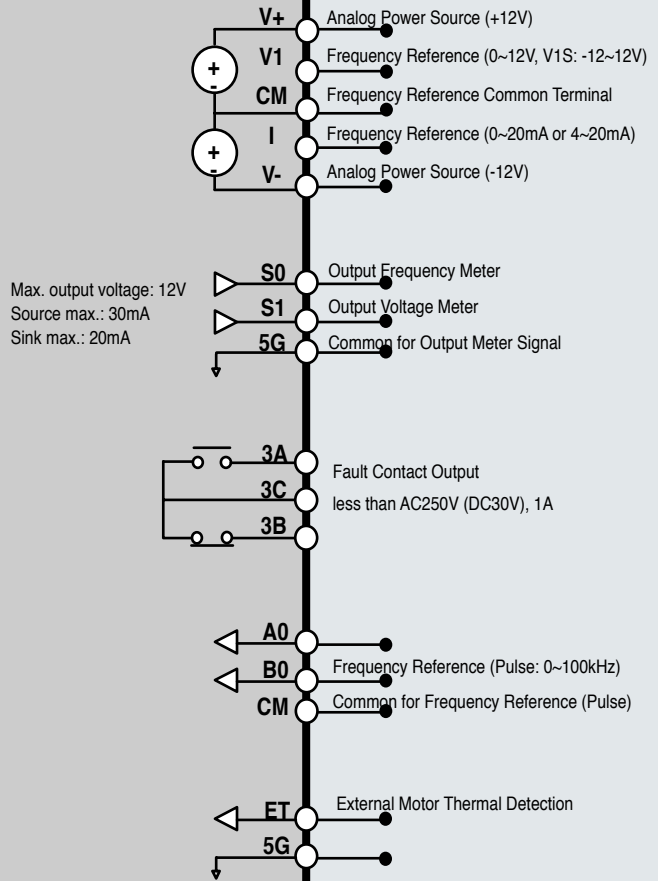 V+ Analog Power Source (+12V)
+
-
V1 Frequency Reference (0~12V, V1S: -12~12V)
CM Frequency Reference Common Terminal
+
-
I Frequency Reference (0~20mA or 4~20mA)
V- Analog Power Source (-12V)
Max. output voltage: 12V
Source max.: 30mA
Sink max.: 20mA
S0 Output Frequency Meter
S1 Output Voltage Meter
5G Common for Output Meter Signal
3A
Fault Contact Output
3C
less than AC250V (DC30V), 1A
3B
A0
B0 Frequency Reference (Pulse: 0~100kHz)
CM Common for Frequency Reference (Pulse)
ET External Motor Thermal Detection
5G